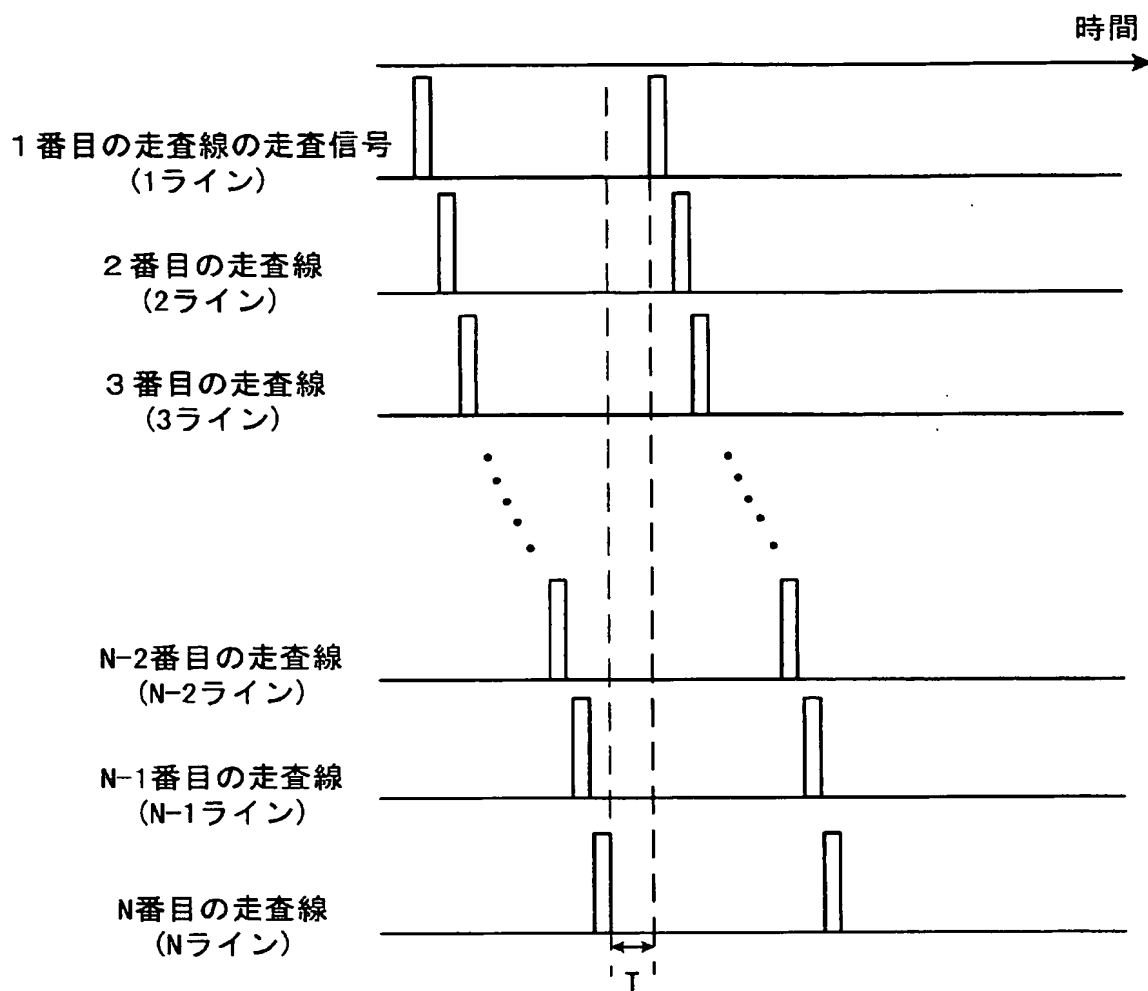 時間
1番目の走査線の走査信号
(1ライン)
2番目の走査線
(2ライン)
3番目の走査線
(3ライン)
N-2番目の走査線
(N-2ライン)
N-1番目の走査線
(N-1ライン)
N番目の走査線
(Nライン)
T